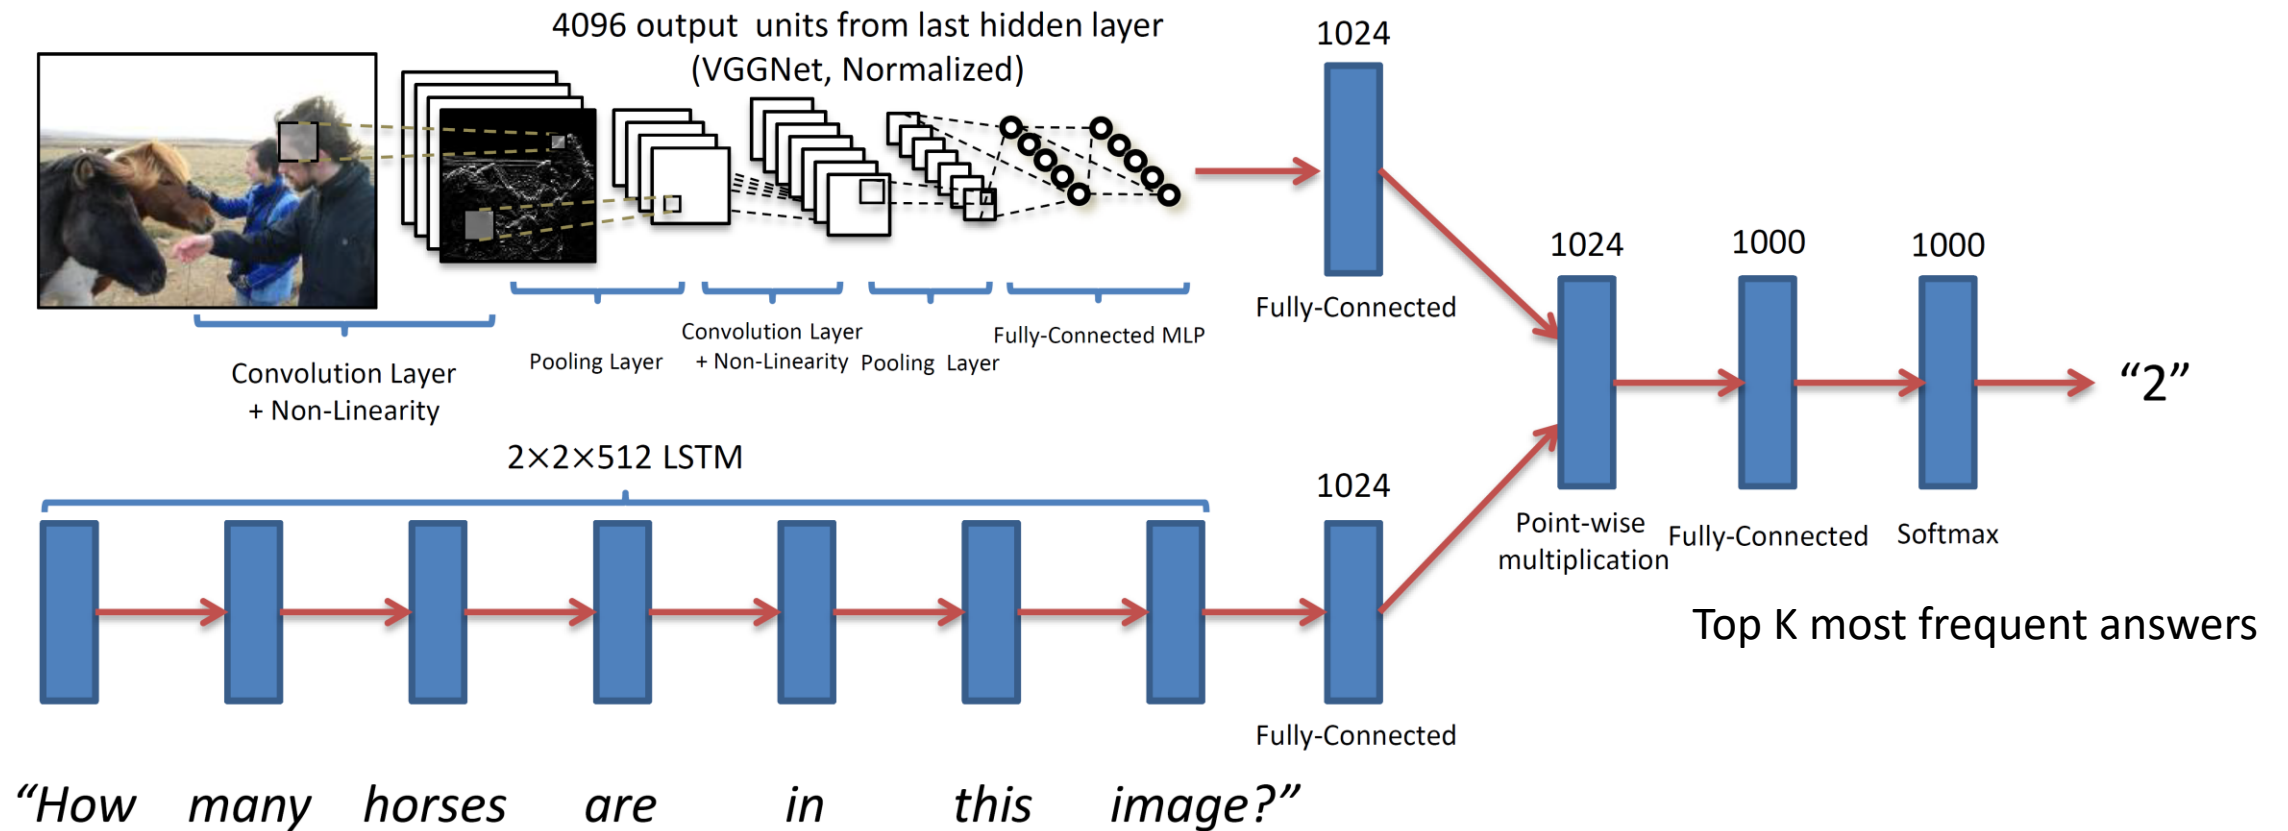 4096 output units from last hidden layer
(VGGNet, Normalized)
1024
Fully-Connected
Convolution Layer
+ Non-Linearity
Pooling Layer
Convolution Layer
+ Non-Linearity
Pooling Layer
Fully-Connected MLP
2×2×512 LSTM
1024
Fully-Connected
1024
Point-wise
multiplication
1000
Fully-Connected
1000
Softmax
“2”
Top K most frequent answers
“How many horses are in this image?”